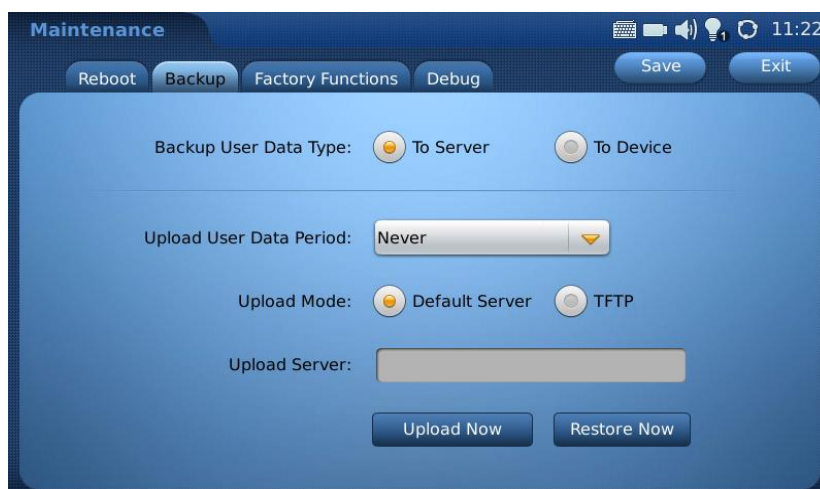 Maintenance 1 11:22
Reboot Backup Factory Functions Debug Save Exit
Backup User Data Type: To Server To Device
Upload User Data Period: Never
Upload Mode: Default Server TFTP
Upload Server:
Upload Now Restore Now